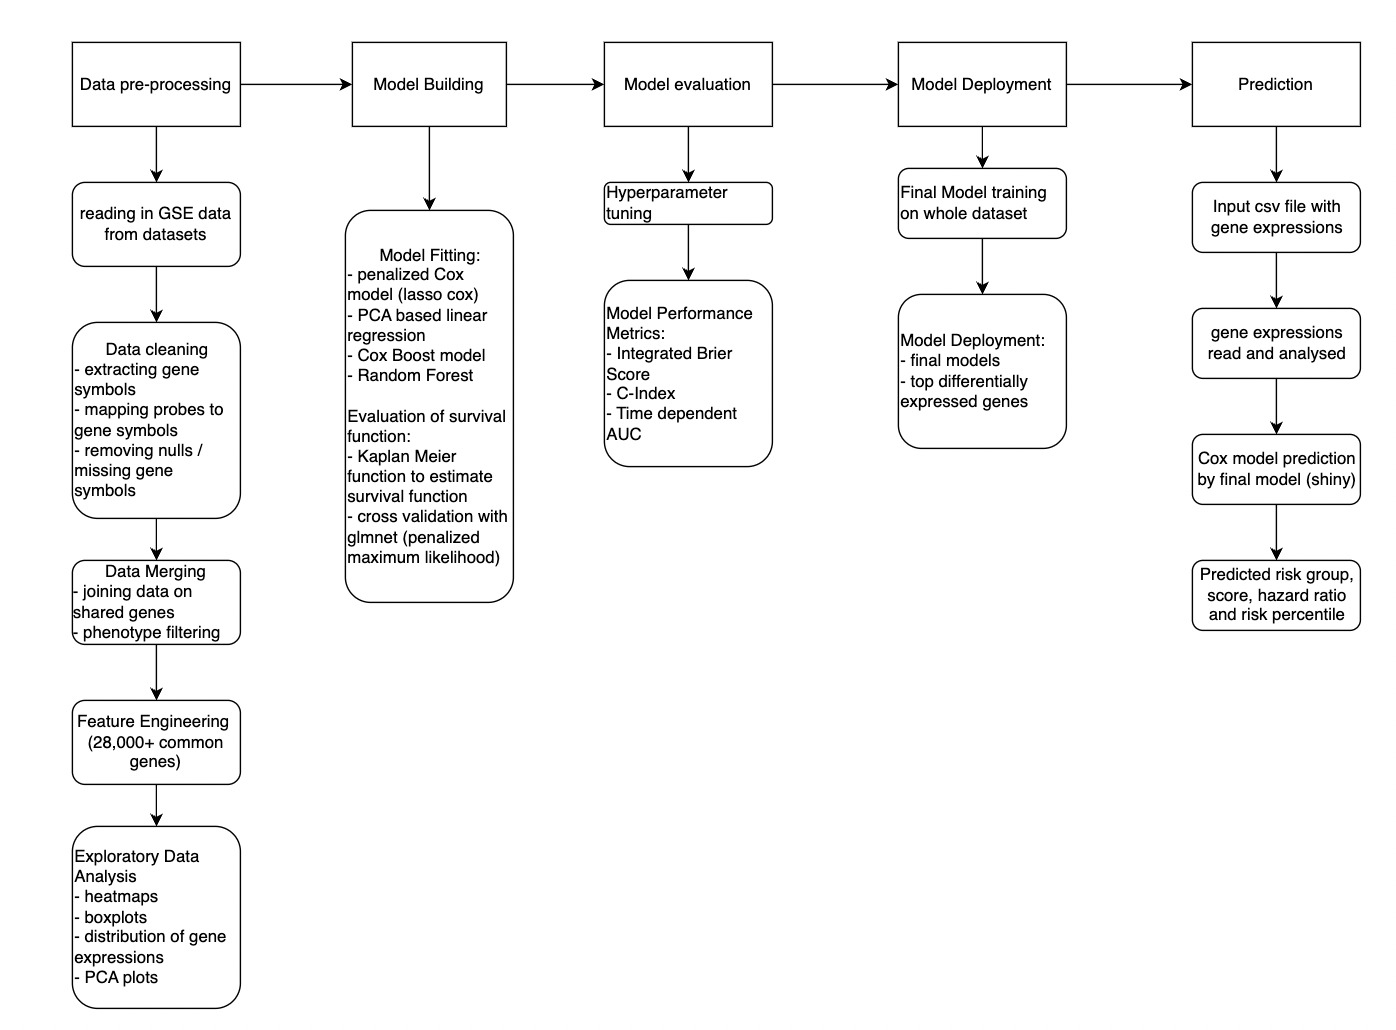 Data pre-processing
Model Building
Model evaluation
Model Deployment
Prediction
reading in GSE data
from datasets
Data cleaning
- extracting gene
symbols
- mapping probes to
gene symbols
- removing nulls /
missing gene
symbols
Data Merging
- joining data on
shared genes
- phenotype filtering
Feature Engineering
(28,000+ common
genes)
Exploratory Data
Analysis
- heatmaps
- boxplots
- distribution of gene
expressions
- PCA plots
Model Fitting:
- penalized Cox
model (lasso cox)
- PCA based linear
regression
- Cox Boost model
- Random Forest
Evaluation of survival
function:
- Kaplan Meier
function to estimate
survival function
- cross validation with
glmnet (penalized
maximum likelihood)
Hyperparameter
tuning
Model Performance
Metrics:
- Integrated Brier
Score
- C-Index
- Time dependent
AUC
Final Model training
on whole dataset
Model Deployment:
- final models
- top differentially
expressed genes
Input csv file with
gene expressions
gene expressions
read and analysed
Cox model prediction
by final model (shiny)
Predicted risk group,
score, hazard ratio
and risk percentile